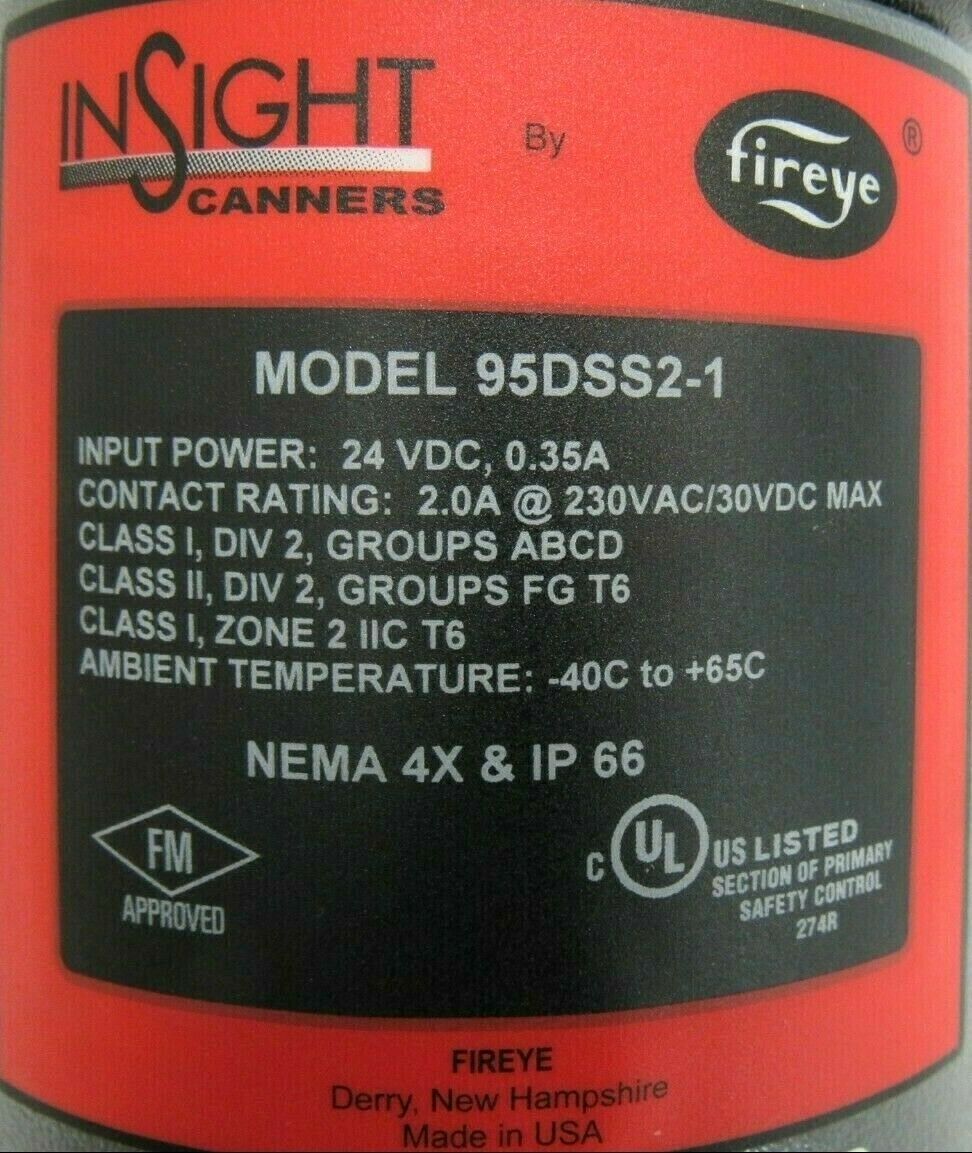 INSIGHT
SCANNERS
By
fireye ®
MODEL 95DSS2-1
INPUT POWER: 24 VDC, 0.35A
CONTACT RATING: 2.0A @ 230VAC/30VDC MAX
CLASS I, DIV 2, GROUPS ABCD
CLASS II, DIV 2, GROUPS FG T6
CLASS I, ZONE 2 IIC T6
AMBIENT TEMPERATURE: -40C to +65C
NEMA 4X & IP 66
FM
APPROVED
C UL US LISTED
SECTION OF PRIMARY
SAFETY CONTROL
274R
FIREYE
Derry, New Hampshire
Made in USA